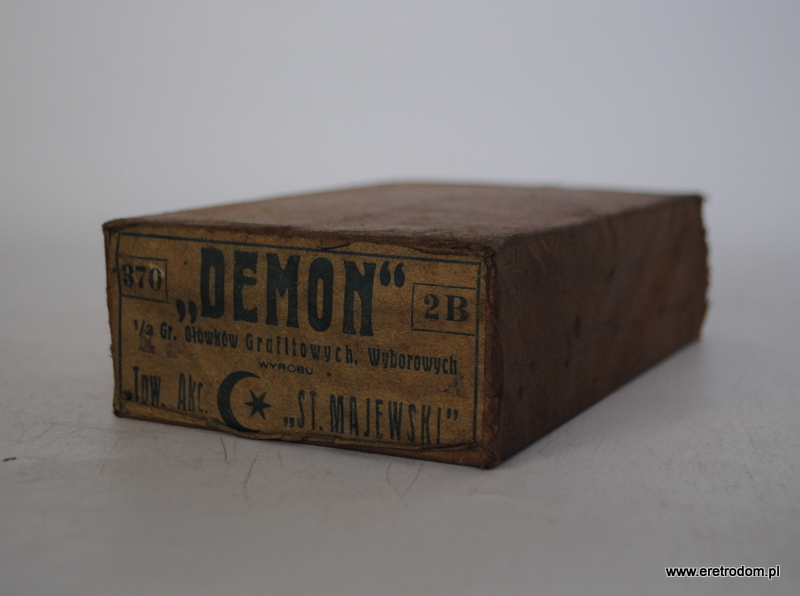 370 „DEMON“ 2B
½ Gr. Ołówków Grafitowych, Wyborowych
WYROBU
„Tow. Akc. „ST. MAJEWSKI”
www.eretrodom.pl